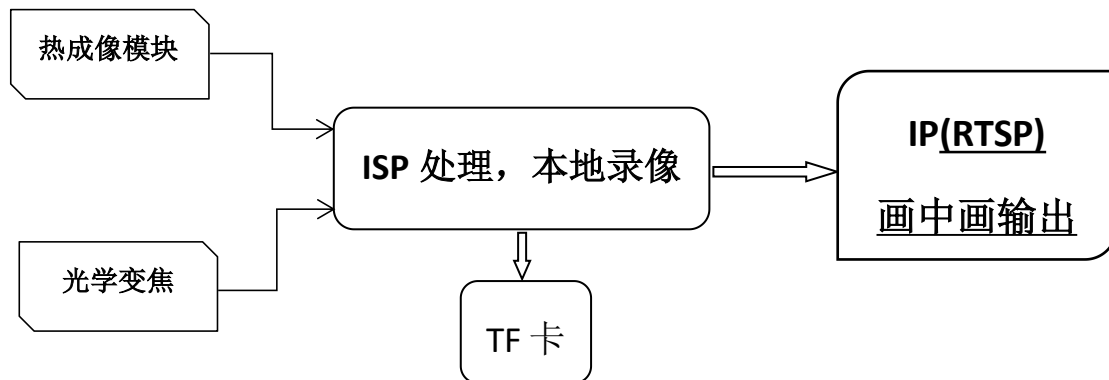 热成像模块
ISP 处理，本地录像
IP(RTSP)
画中画输出
光学变焦
TF 卡